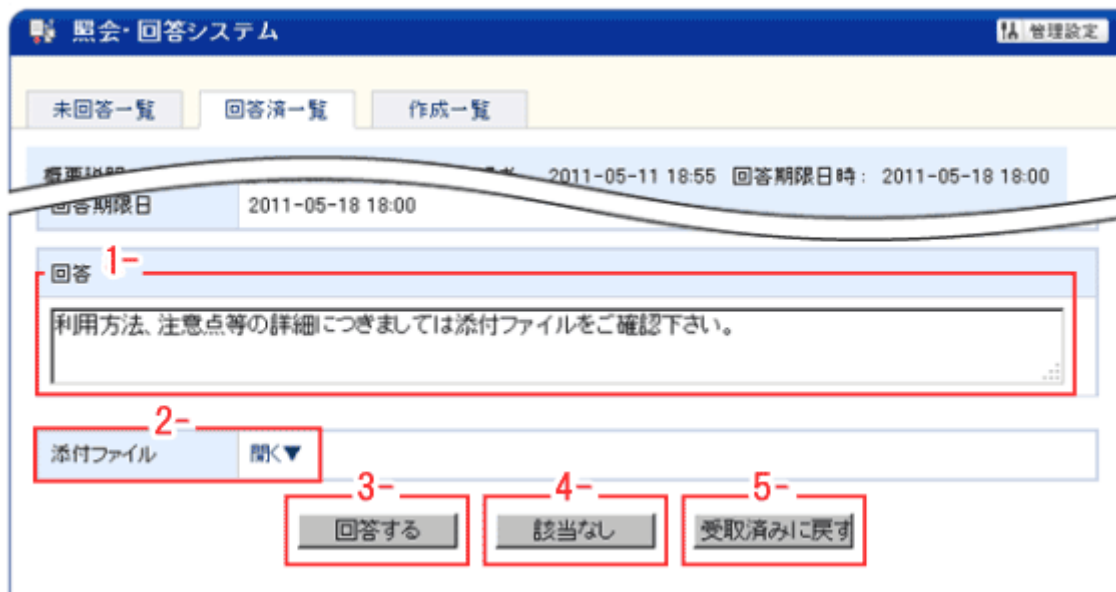 照会・回答システム
管理設定
未回答一覧 回答済一覧 作成一覧
2011-05-11 18:55 回答期限日時： 2011-05-18 18:00
回答期限日 2011-05-18 18:00
1-
回答
利用方法、注意点等の詳細につきましては添付ファイルをご確認下さい。
2-
添付ファイル 開く▼
3- 4- 5-
回答する 該当なし 受取済みに戻す